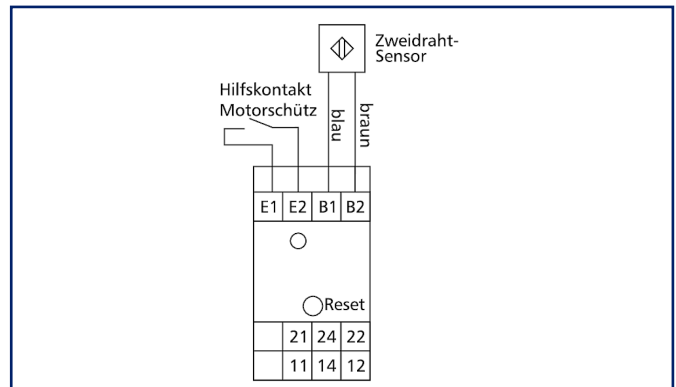 Zweidraht-
Sensor
Hilfskontakt
Motorschütz
blau
braun
E1 E2 B1 B2
Reset
21 24 22
11 14 12